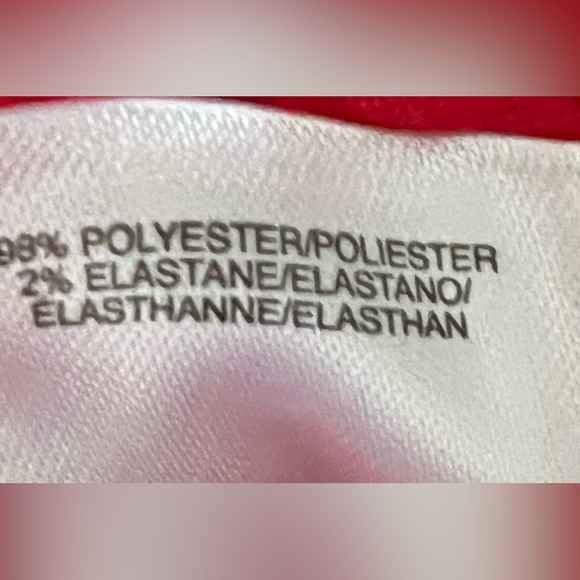 98% POLYESTER/POLIESTER
2% ELASTANE/ELASTANO/
ELASTHANNE/ELASTHAN